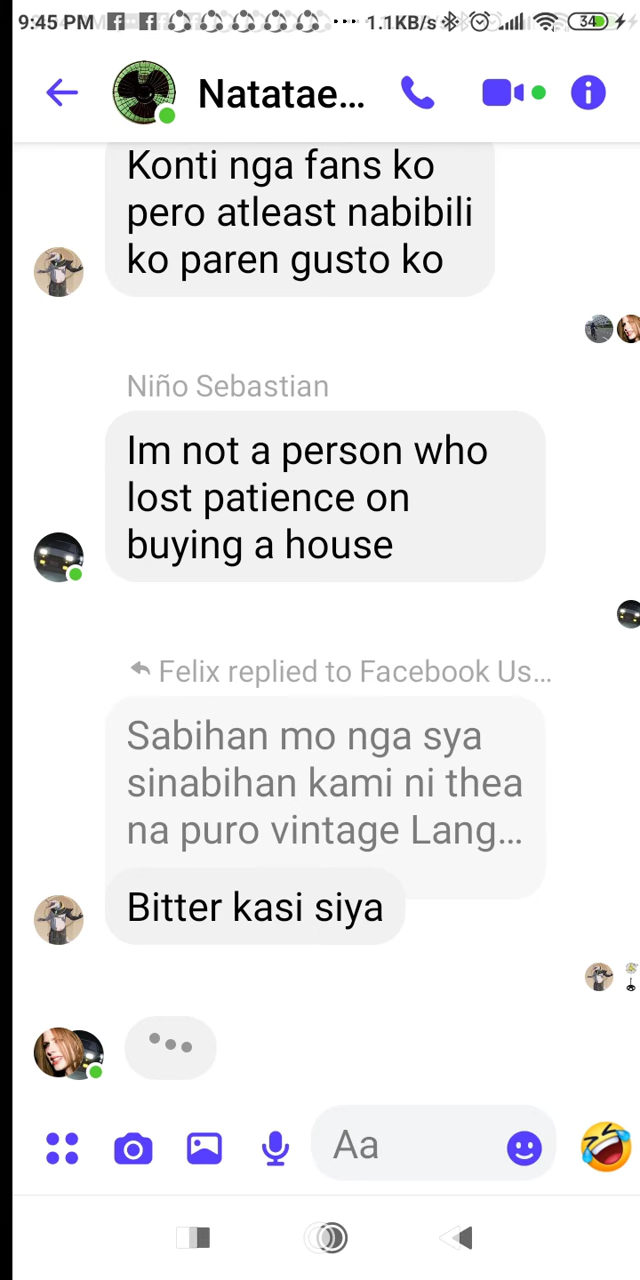 9:45 PM
1.1KB/s
34
Natatae...
Konti nga fans ko
pero atleast nabibili
ko paren gusto ko
Niño Sebastian
Im not a person who
lost patience on
buying a house
Felix replied to Facebook Us...
Sabihan mo nga sya
sinabihan kami ni thea
na puro vintage Lang...
Bitter kasi siya
Aa